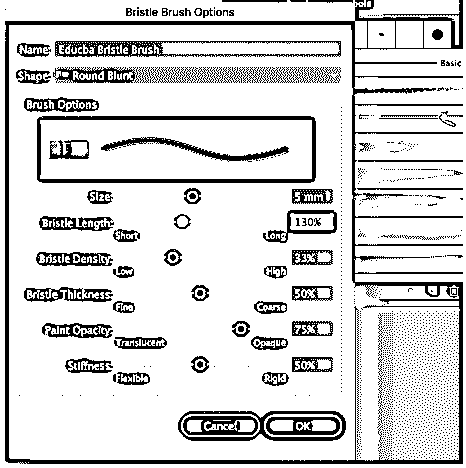 Bristle Brush Options
Name: Educba Bristle Brush
Shape: Round Blunt
Brush Options
Size: 5 mm
Bristle Length: 130%
Short Long
Bristle Density: 33%
Low High
Bristle Thickness: 50%
Fine Coarse
Paint Opacity: 75%
Translucent Opaque
Stiffness: 50%
Flexible Rigid
Cancel OK
Basic